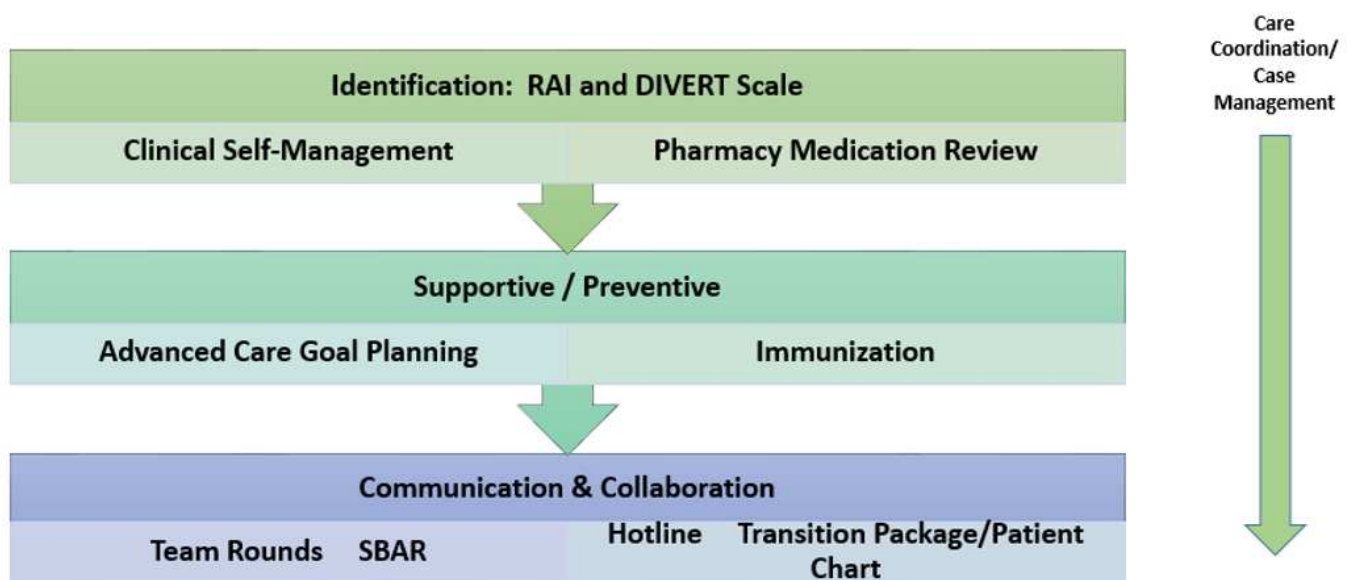 Care
Coordination/
Case
Management
Identification:  RAI and DIVERT Scale
Clinical Self-Management
Pharmacy Medication Review
Supportive / Preventive
Advanced Care Goal Planning
Immunization
Communication & Collaboration
Team Rounds    SBAR
Hotline    Transition Package/Patient
Chart